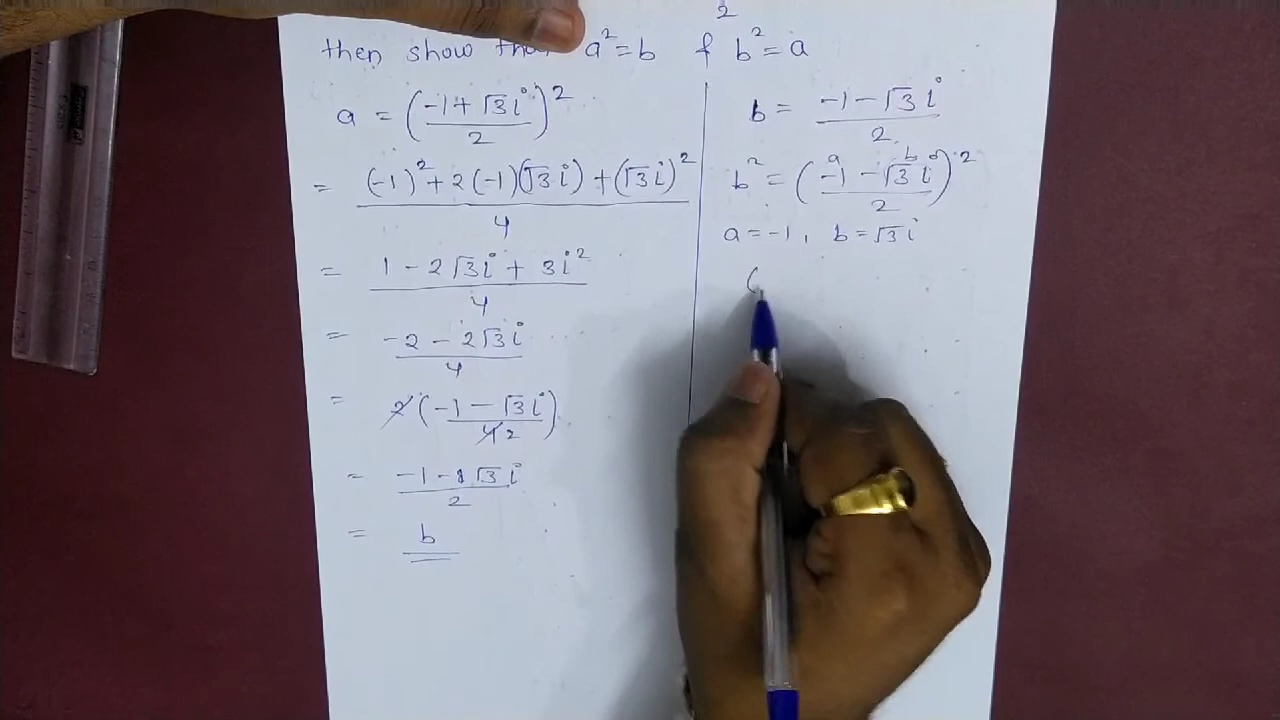 2
then show a² = b f b² = a
a = (-1 + √3 i / 2)²
= (-1)² + 2(-1)(√3 i) + (√3 i)² / 4
= 1 - 2√3 i + 3i² / 4
= -2 - 2√3 i / 4
= 2(-1 - √3 i) / 4 2
= -1 - √3 i / 2
= b
b = -1 - √3 i / 2
a b
b² = (-1 - √3 i / 2)²
a = -1, b = √3 i
(